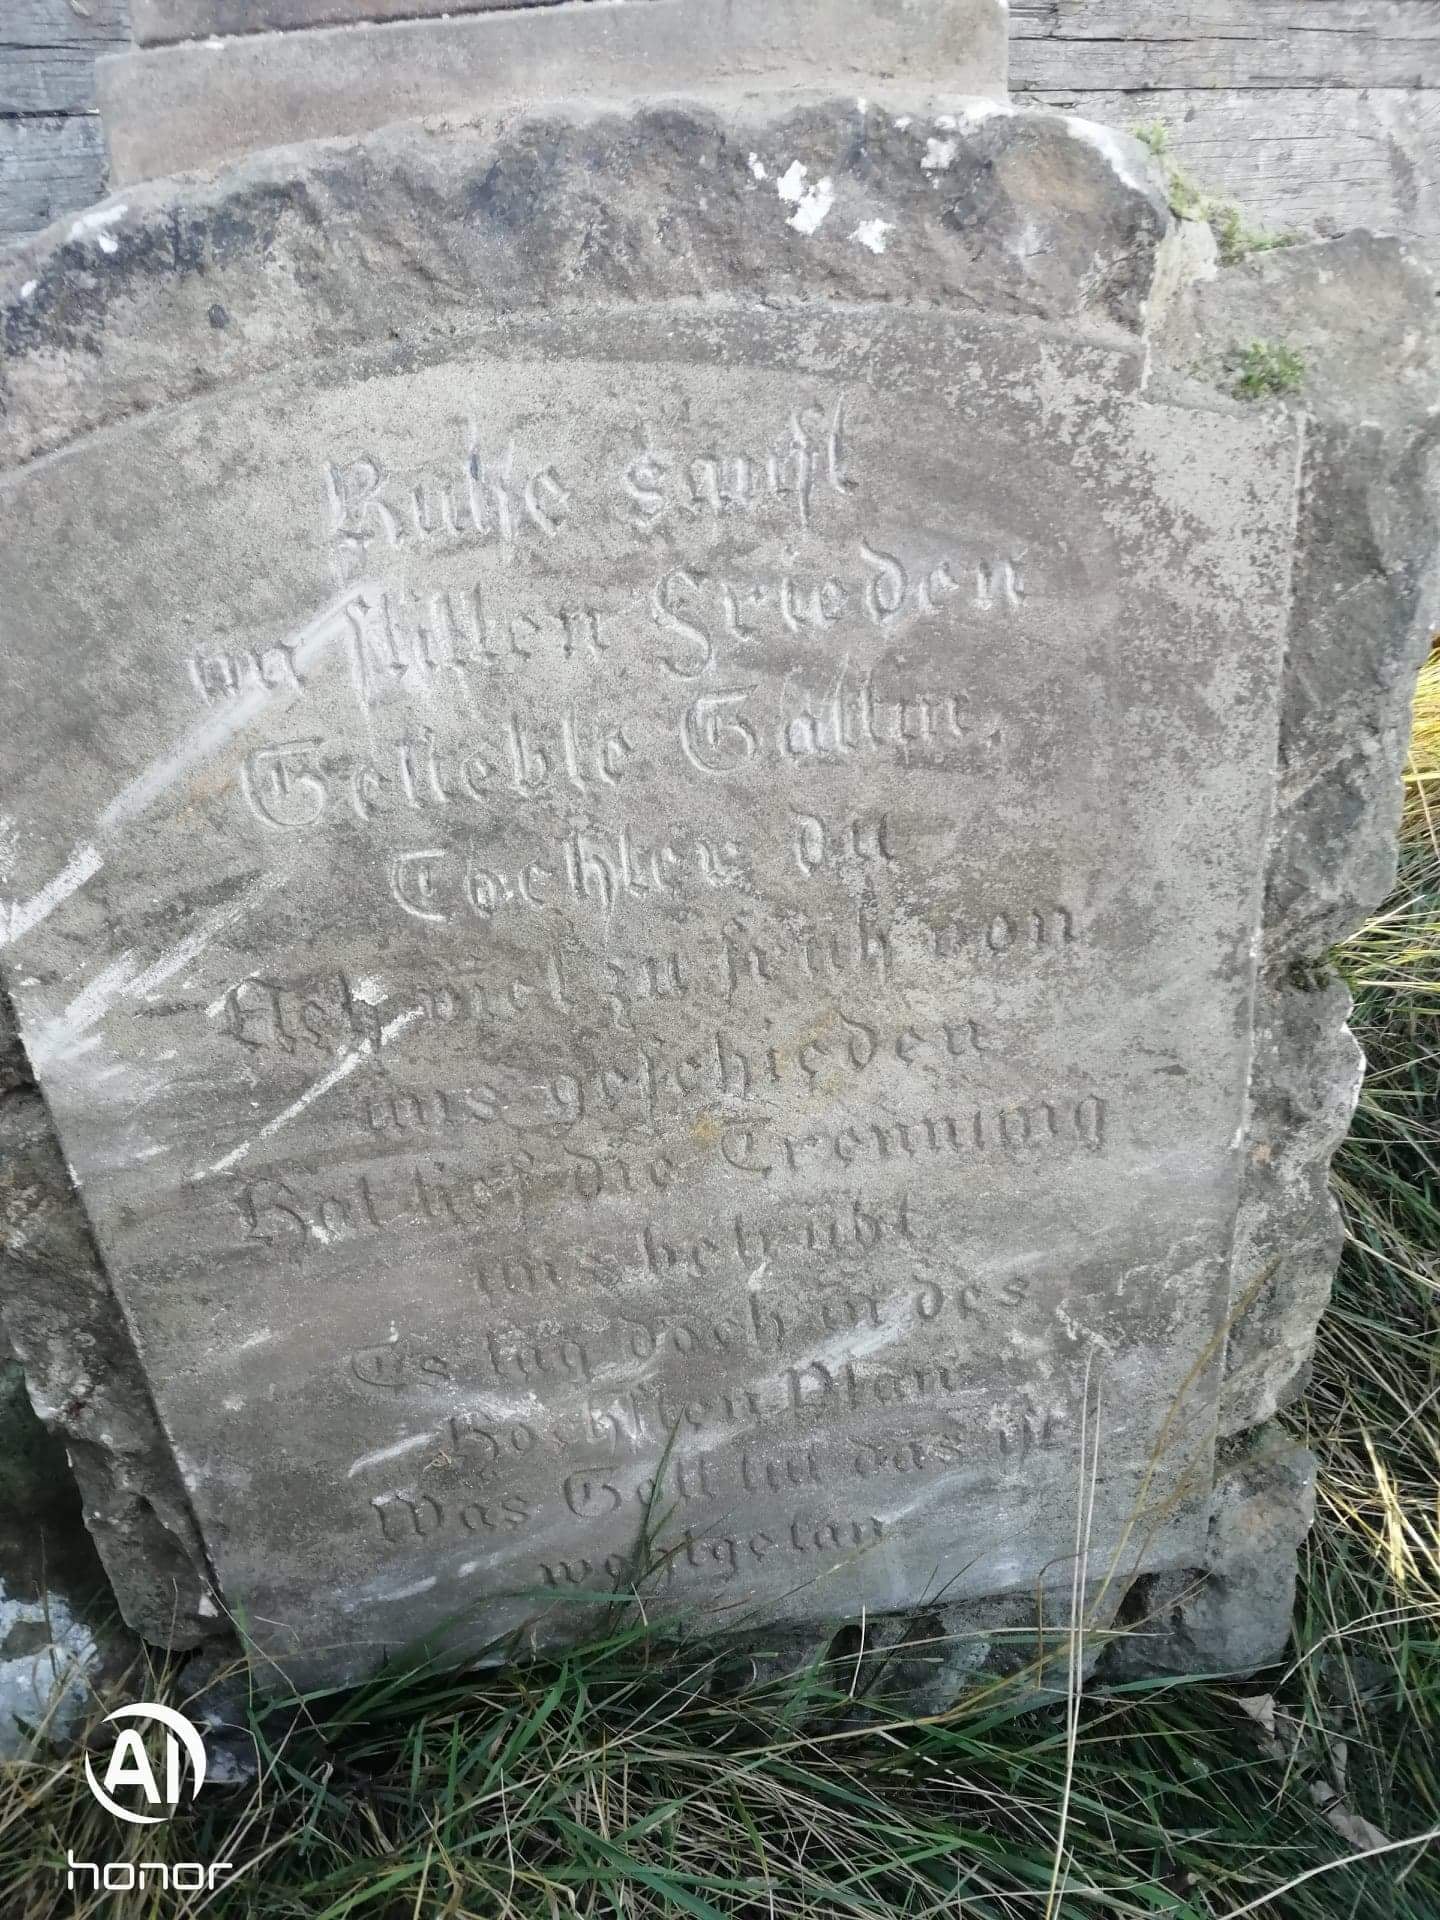 Ruhe sanft
im stillen Frieden
Geliebte Gattin,
Tochter du
Ach viel zu früh von
uns geschieden
Hat tief die Trennung
uns betrübt
Es lag doch in des
Höchsten Plan
Was Gott tut das ist
wohlgetan
AI
honor